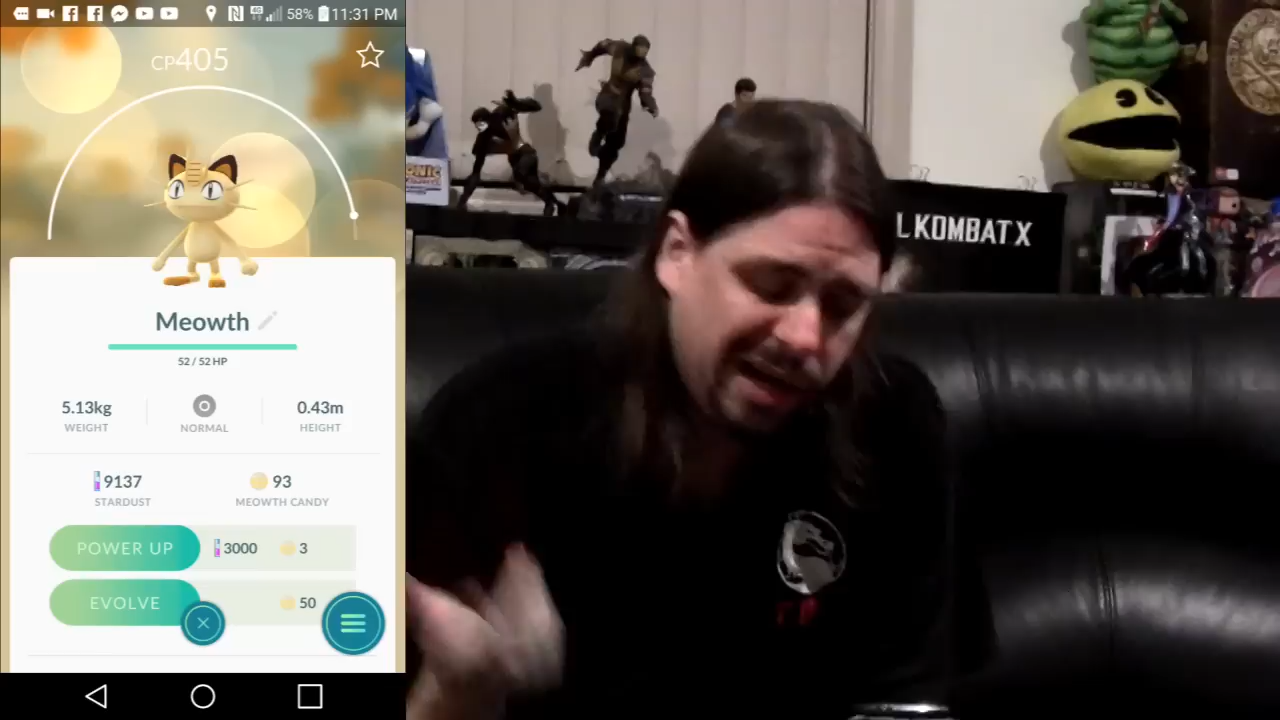 58% 11:31 PM
CP405
Meowth
52 / 52 HP
5.13kg
WEIGHT
NORMAL
0.43m
HEIGHT
9137
STARDUST
93
MEOWTH CANDY
POWER UP 3000 3
EVOLVE 50
SONIC
L KOMBAT X